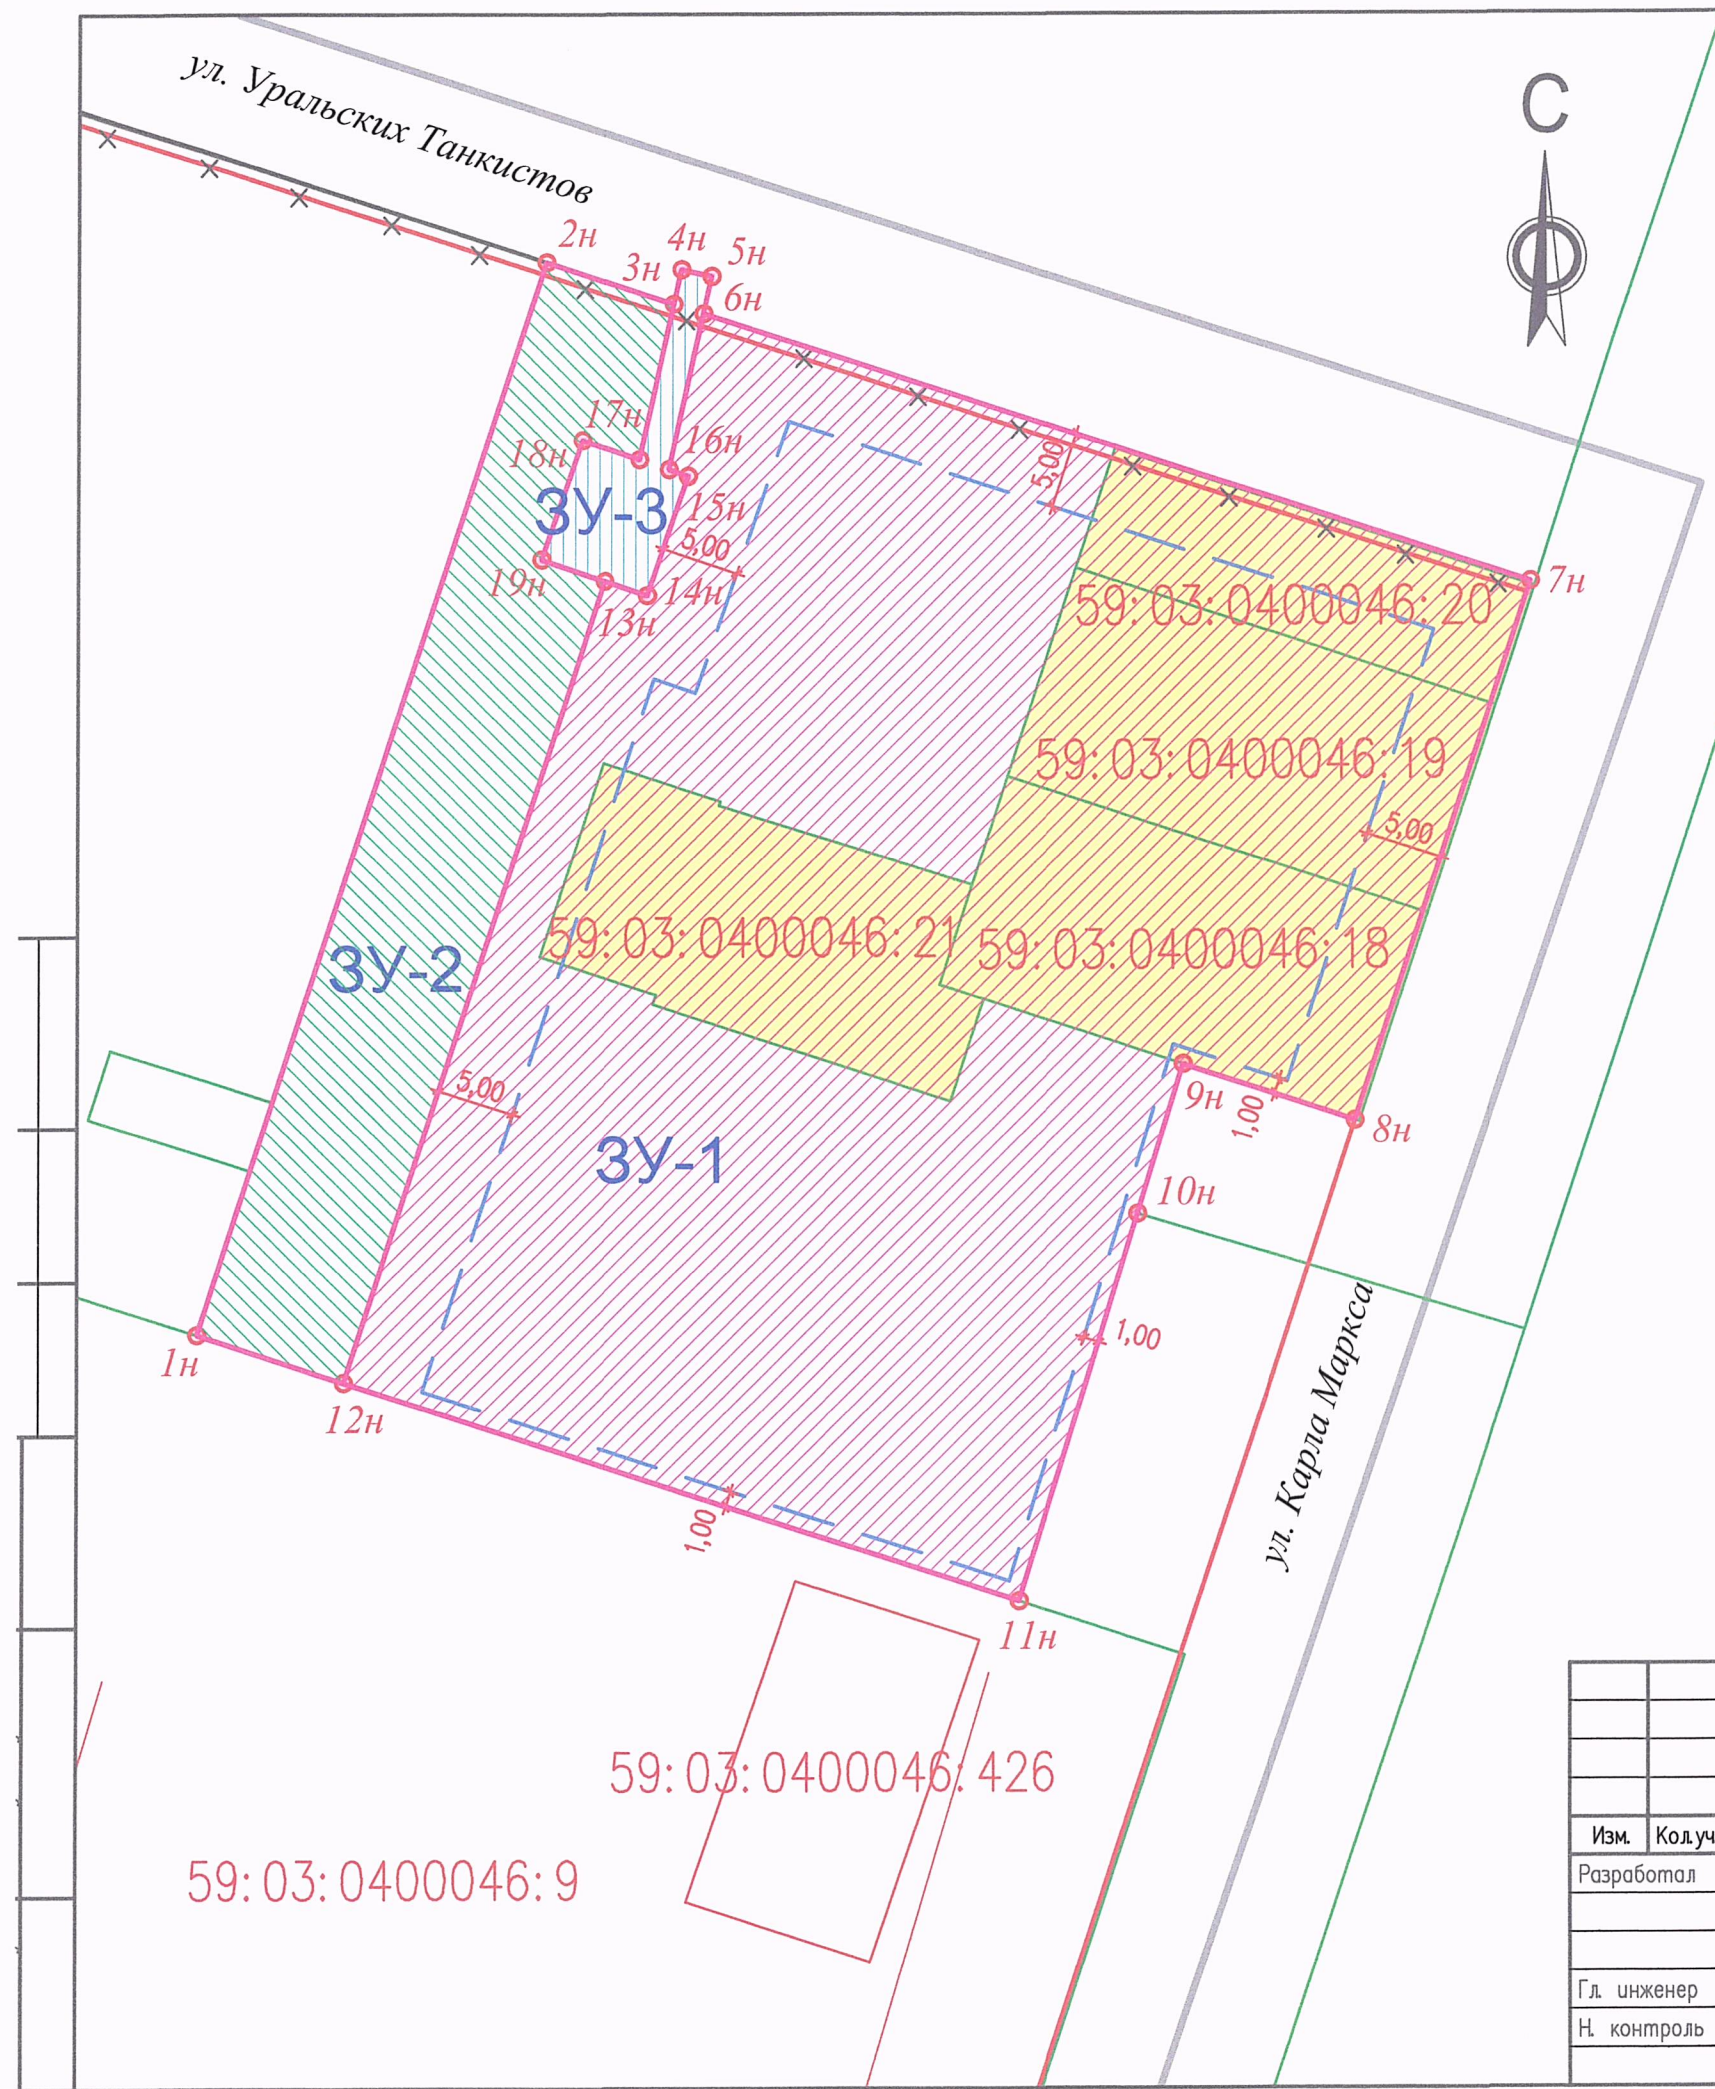 ул. Уральских Танкистов
С
2н
3н
4н
5н
6н
17н
18н
16н
15н
ЗУ-3
5,00
5,00
19н
14н
13н
7н
59:03:0400046:20
59:03:0400046:19
5,00
59:03:0400046:21
59:03:0400046:18
ЗУ-2
5,00
9н
1,00
8н
ЗУ-1
10н
1,00
1н
12н
1,00
11н
ул. Карла Маркса
59:03:0400046:426
59:03:0400046:9
Изм.
Кол.уч
Разработал
Гл. инженер
Н. контроль